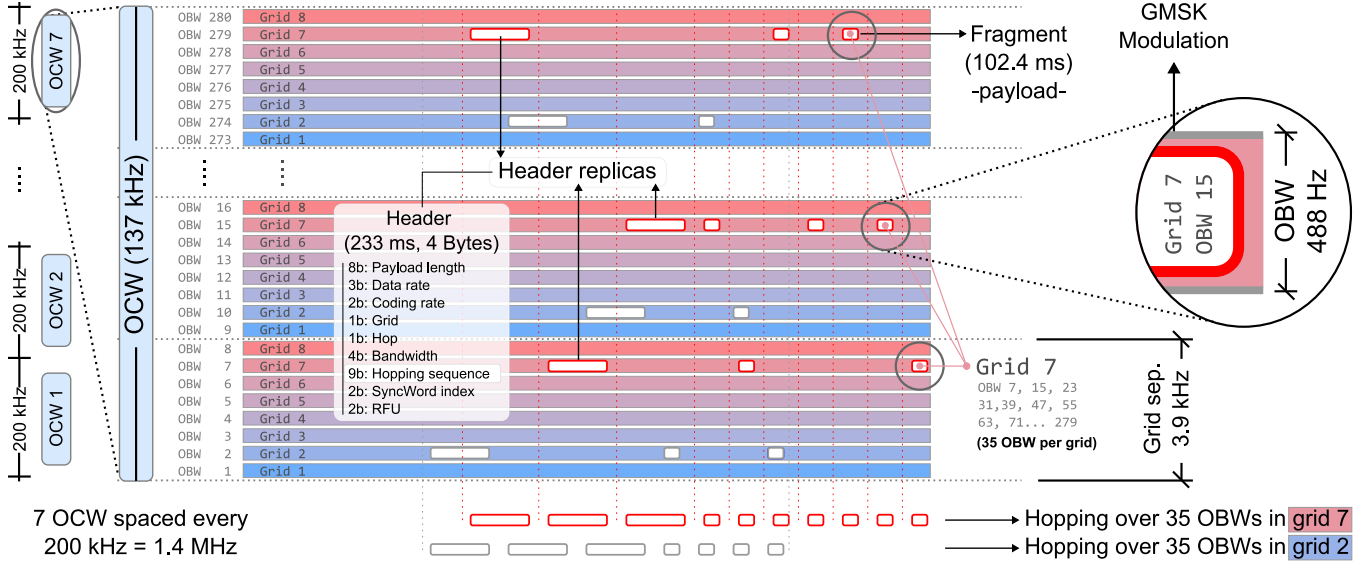 200 kHz
OCW 7
...
200 kHz
OCW 2
200 kHz
OCW 1
OCW (137 kHz)
OBW 280 Grid 8
OBW 279 Grid 7
OBW 278 Grid 6
OBW 277 Grid 5
OBW 276 Grid 4
OBW 275 Grid 3
OBW 274 Grid 2
OBW 273 Grid 1
... ...
OBW 16 Grid 8
OBW 15 Grid 7
OBW 14 Grid 6
OBW 13 Grid 5
OBW 12 Grid 4
OBW 11 Grid 3
OBW 10 Grid 2
OBW 9 Grid 1
OBW 8 Grid 8
OBW 7 Grid 7
OBW 6 Grid 6
OBW 5 Grid 5
OBW 4 Grid 4
OBW 3 Grid 3
OBW 2 Grid 2
OBW 1 Grid 1
Header replicas
Header
(233 ms, 4 Bytes)
8b: Payload length
3b: Data rate
2b: Coding rate
1b: Grid
1b: Hop
4b: Bandwidth
9b: Hopping sequence
2b: SyncWord index
2b: RFU
Fragment
(102.4 ms)
-payload-
GMSK
Modulation
Grid 7
OBW 15
OBW
488 Hz
Grid 7
OBW 7, 15, 23
31,39, 47, 55
63, 71... 279
(35 OBW per grid)
Grid sep.
3.9 kHz
7 OCW spaced every
200 kHz = 1.4 MHz
Hopping over 35 OBWs in grid 7
Hopping over 35 OBWs in grid 2